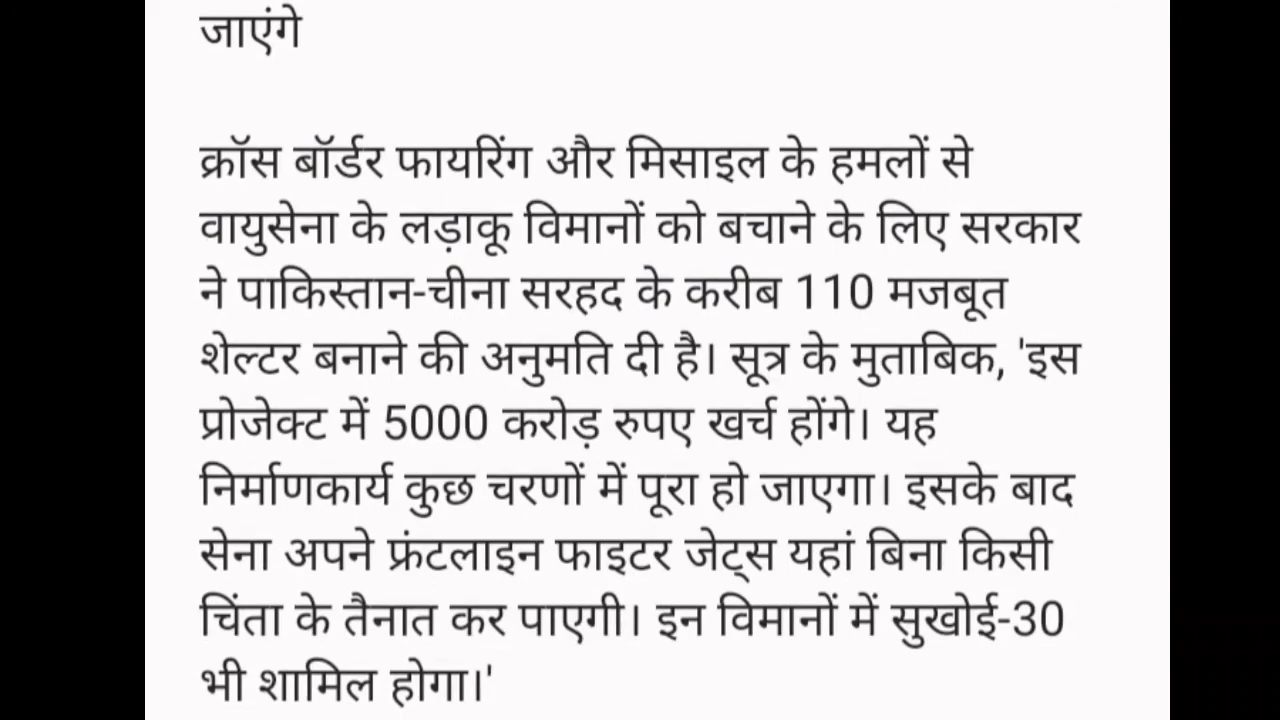 जाएंगे
क्रॉस बॉर्डर फायरिंग और मिसाइल के हमलों से
वायुसेना के लड़ाकू विमानों को बचाने के लिए सरकार
ने पाकिस्तान-चीना सरहद के करीब 110 मजबूत
शेल्टर बनाने की अनुमति दी है। सूत्र के मुताबिक, 'इस
प्रोजेक्ट में 5000 करोड़ रुपए खर्च होंगे। यह
निर्माणकार्य कुछ चरणों में पूरा हो जाएगा। इसके बाद
सेना अपने फ्रंटलाइन फाइटर जेट्स यहां बिना किसी
चिंता के तैनात कर पाएगी। इन विमानों में सुखोई-30
भी शामिल होगा।'